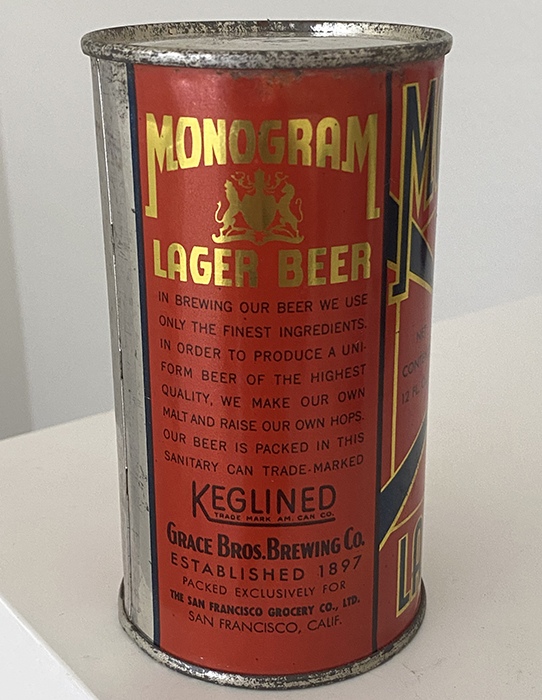 MONOGRAM
LAGER BEER
IN BREWING OUR BEER WE USE
ONLY THE FINEST INGREDIENTS.
IN ORDER TO PRODUCE A UNI-
FORM BEER OF THE HIGHEST
QUALITY, WE MAKE OUR OWN
MALT AND RAISE OUR OWN HOPS.
OUR BEER IS PACKED IN THIS
SANITARY CAN TRADE-MARKED
KEGLINED
TRADE MARK AM. CAN CO.
GRACE BROS. BREWING CO.
ESTABLISHED 1897
PACKED EXCLUSIVELY FOR
THE SAN FRANCISCO GROCERY CO., LTD.
SAN FRANCISCO, CALIF.
12 FL.